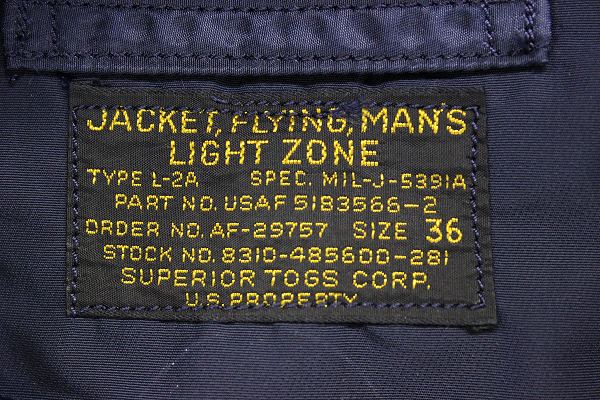 JACKET, FLYING, MAN'S
LIGHT ZONE
TYPE L-2A SPEC. MIL-J-5391A
PART NO. USAF 5183566-2
ORDER NO. AF-29757 SIZE 36
STOCK NO. 8310-485600-281
SUPERIOR TOGS CORP.
U.S. PROPERTY